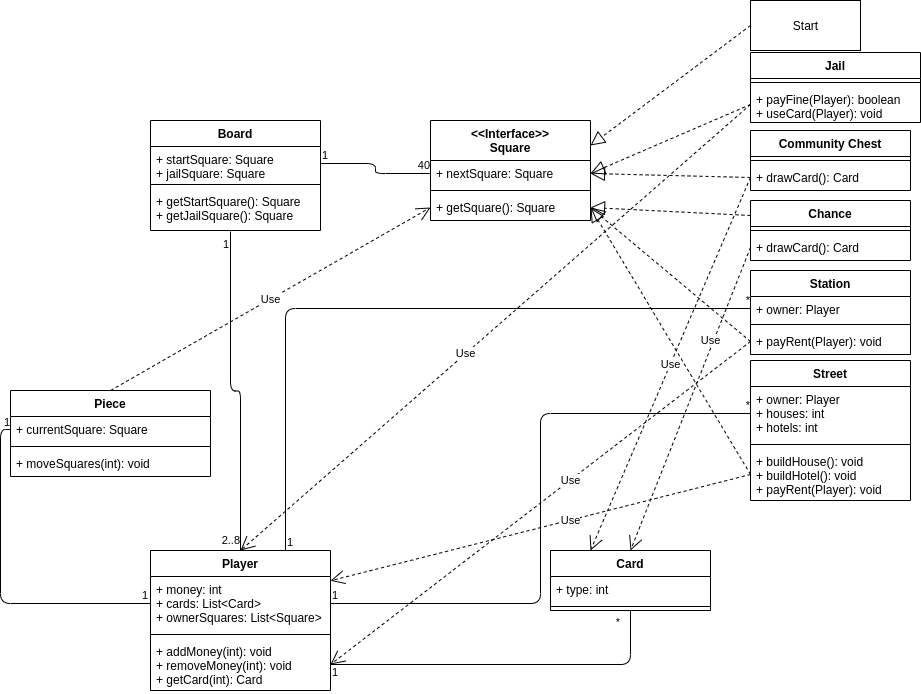 Start
Jail
+ payFine(Player): boolean
+ useCard(Player): void
Board
+ startSquare: Square
+ jailSquare: Square
+ getStartSquare(): Square
+ getJailSquare(): Square
1
40
1
<<Interface>>
Square
+ nextSquare: Square
+ getSquare(): Square
Community Chest
+ drawCard(): Card
Chance
+ drawCard(): Card
Station
+ owner: Player
+ payRent(Player): void
*
Use
Use
Use
Use
Street
+ owner: Player
+ houses: int
+ hotels: int
+ buildHouse(): void
+ buildHotel(): void
+ payRent(Player): void
*
Piece
+ currentSquare: Square
+ moveSquares(int): void
1
Use
Use
2..8
1
Player
+ money: int
+ cards: List<Card>
+ ownerSquares: List<Square>
+ addMoney(int): void
+ removeMoney(int): void
+ getCard(int): Card
1
1
1
Card
+ type: int
*